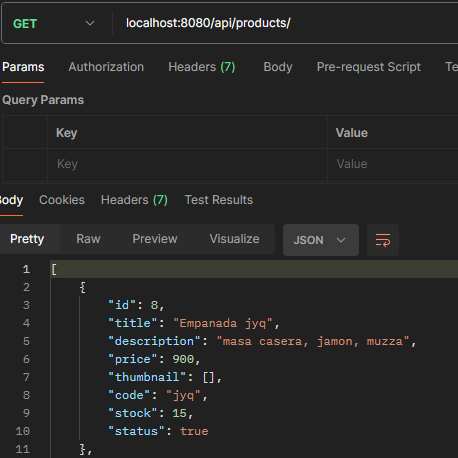 GET localhost:8080/api/products/
Params Authorization Headers (7) Body Pre-request Script Te
Query Params
Key Value
Key Value
Body Cookies Headers (7) Test Results
Pretty Raw Preview Visualize JSON
1 [
2 {
3 "id": 8,
4 "title": "Empanada jyq",
5 "description": "masa casera, jamon, muzza",
6 "price": 900,
7 "thumbnail": [],
8 "code": "jyq",
9 "stock": 15,
10 "status": true
11 },